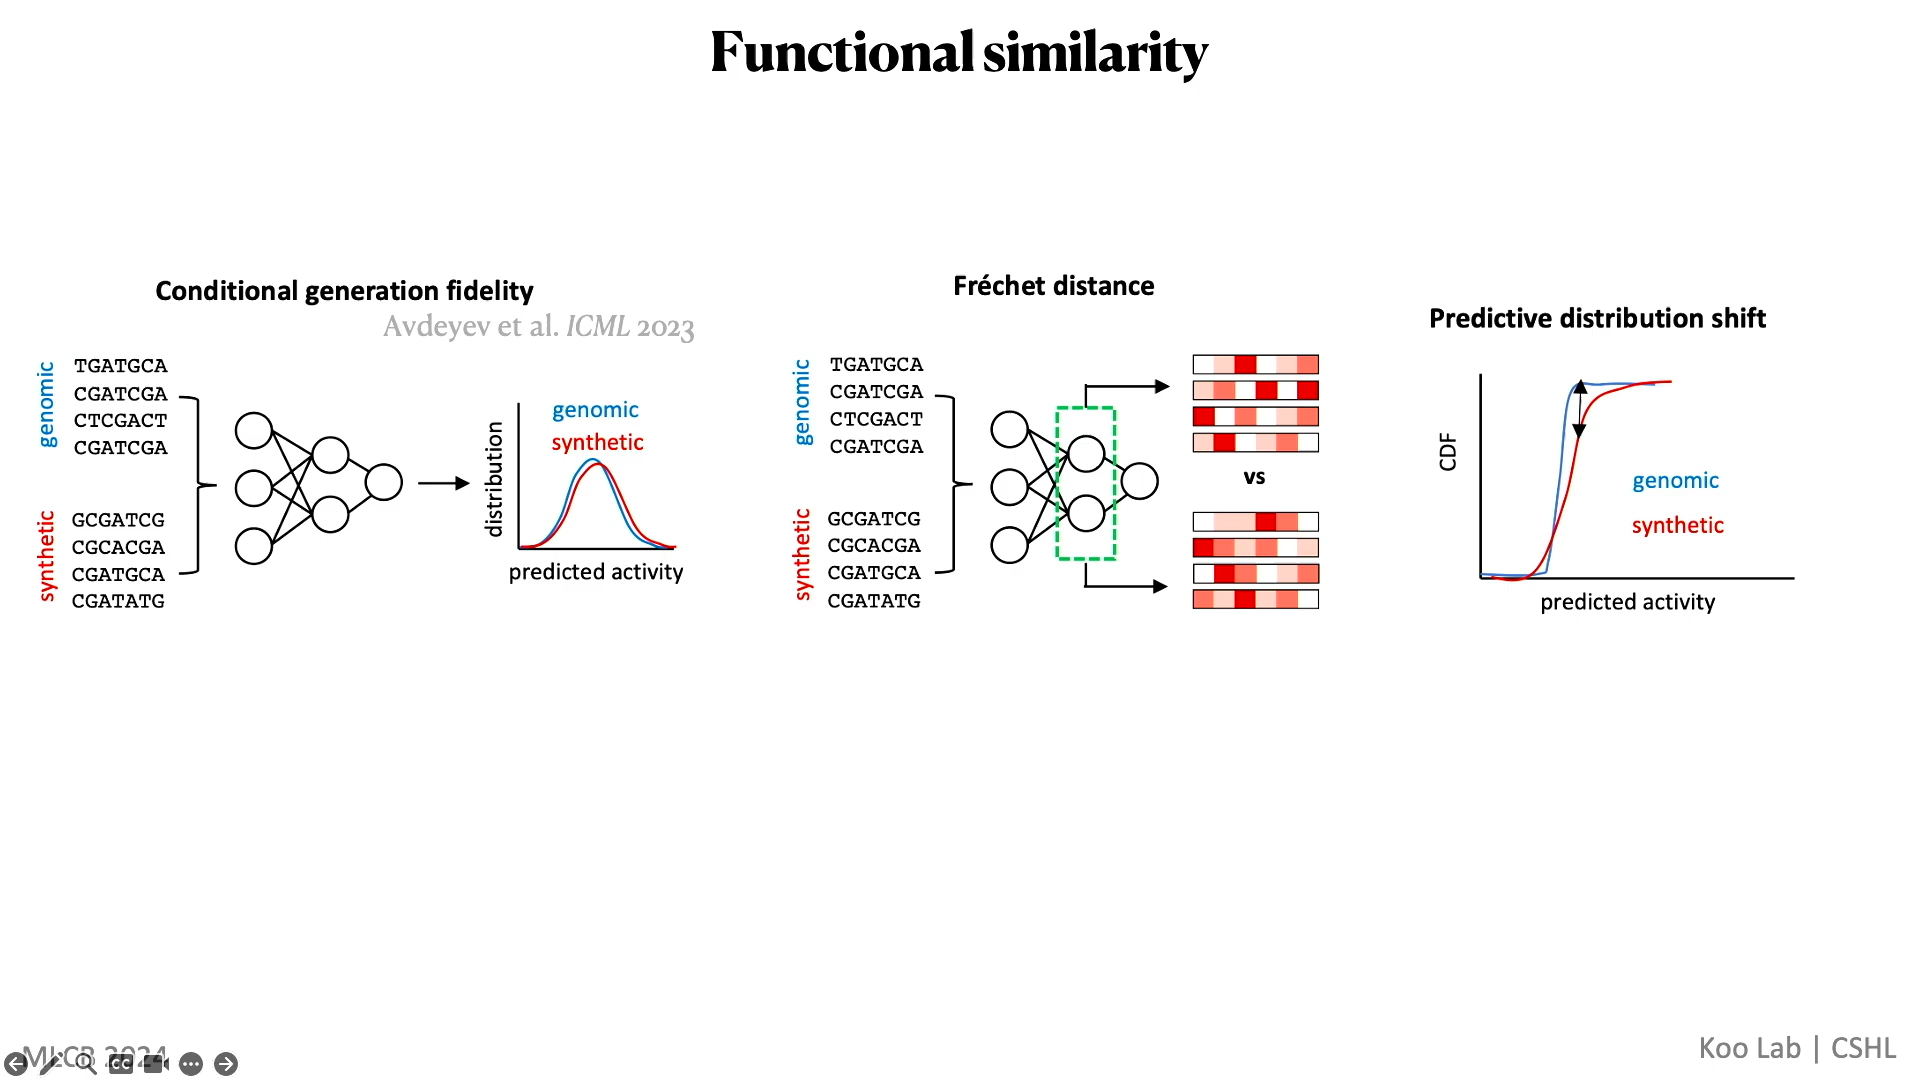 Functional similarity
Conditional generation fidelity
Avdeyev et al. ICML 2023
genomic
TGATGCA
CGATCGA
CTCGACT
CGATCGA
synthetic
GCGATCG
CGCACGA
CGATGCA
CGATATG
distribution
genomic
synthetic
predicted activity
Fréchet distance
genomic
TGATGCA
CGATCGA
CTCGACT
CGATCGA
synthetic
GCGATCG
CGCACGA
CGATGCA
CGATATG
vs
Predictive distribution shift
CDF
genomic
synthetic
predicted activity
MLCB 2024
CC
Koo Lab | CSHL